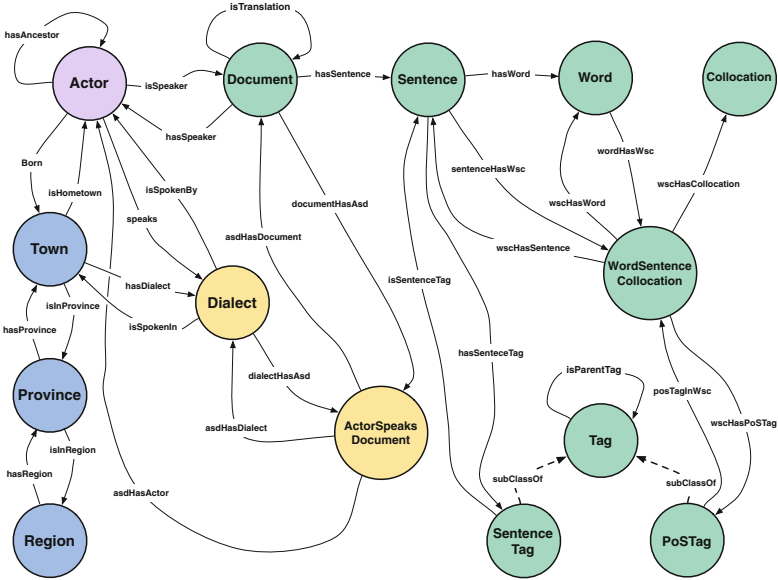 isTranslation
hasAncestor
Actor
isSpeaker
Document
hasSentence
Sentence
hasWord
Word
Collocation
hasSpeaker
Born
isHometown
isSpokenBy
speaks
documentHasAsd
sentenceHasWsc
wordHasWsc
wscHasCollocation
wscHasWord
asdHasDocument
wscHasSentence
Town
hasDialect
Dialect
isSentenceTag
WordSentence
Collocation
isInProvince
hasProvince
isSpokenIn
hasSenteceTag
dialectHasAsd
isParentTag
posTagInWsc
Province
asdHasDialect
ActorSpeaks
Document
Tag
wscHasPoSTag
isInRegion
hasRegion
asdHasActor
subClassOf
subClassOf
Region
Sentence
Tag
PoSTag